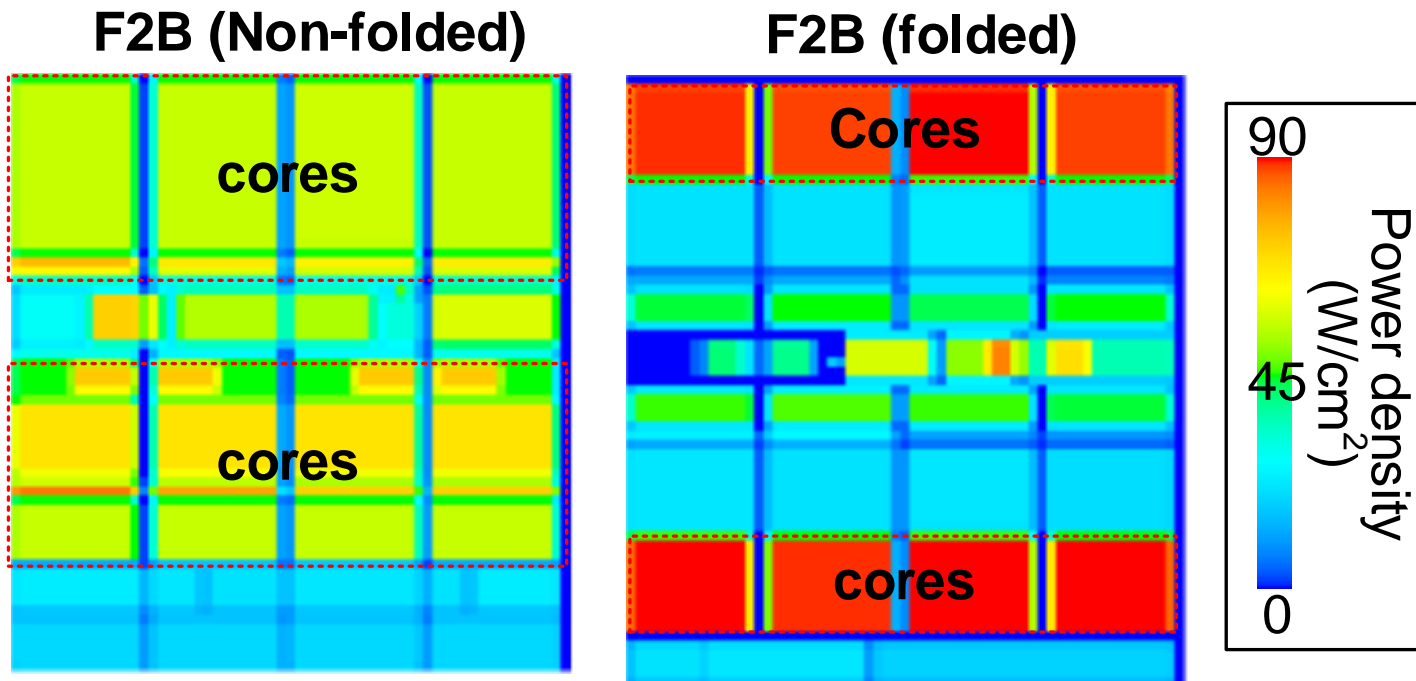 F2B (Non-folded)
F2B (folded)
cores
cores
Cores
cores
90
45
0
Power density
(W/cm²)